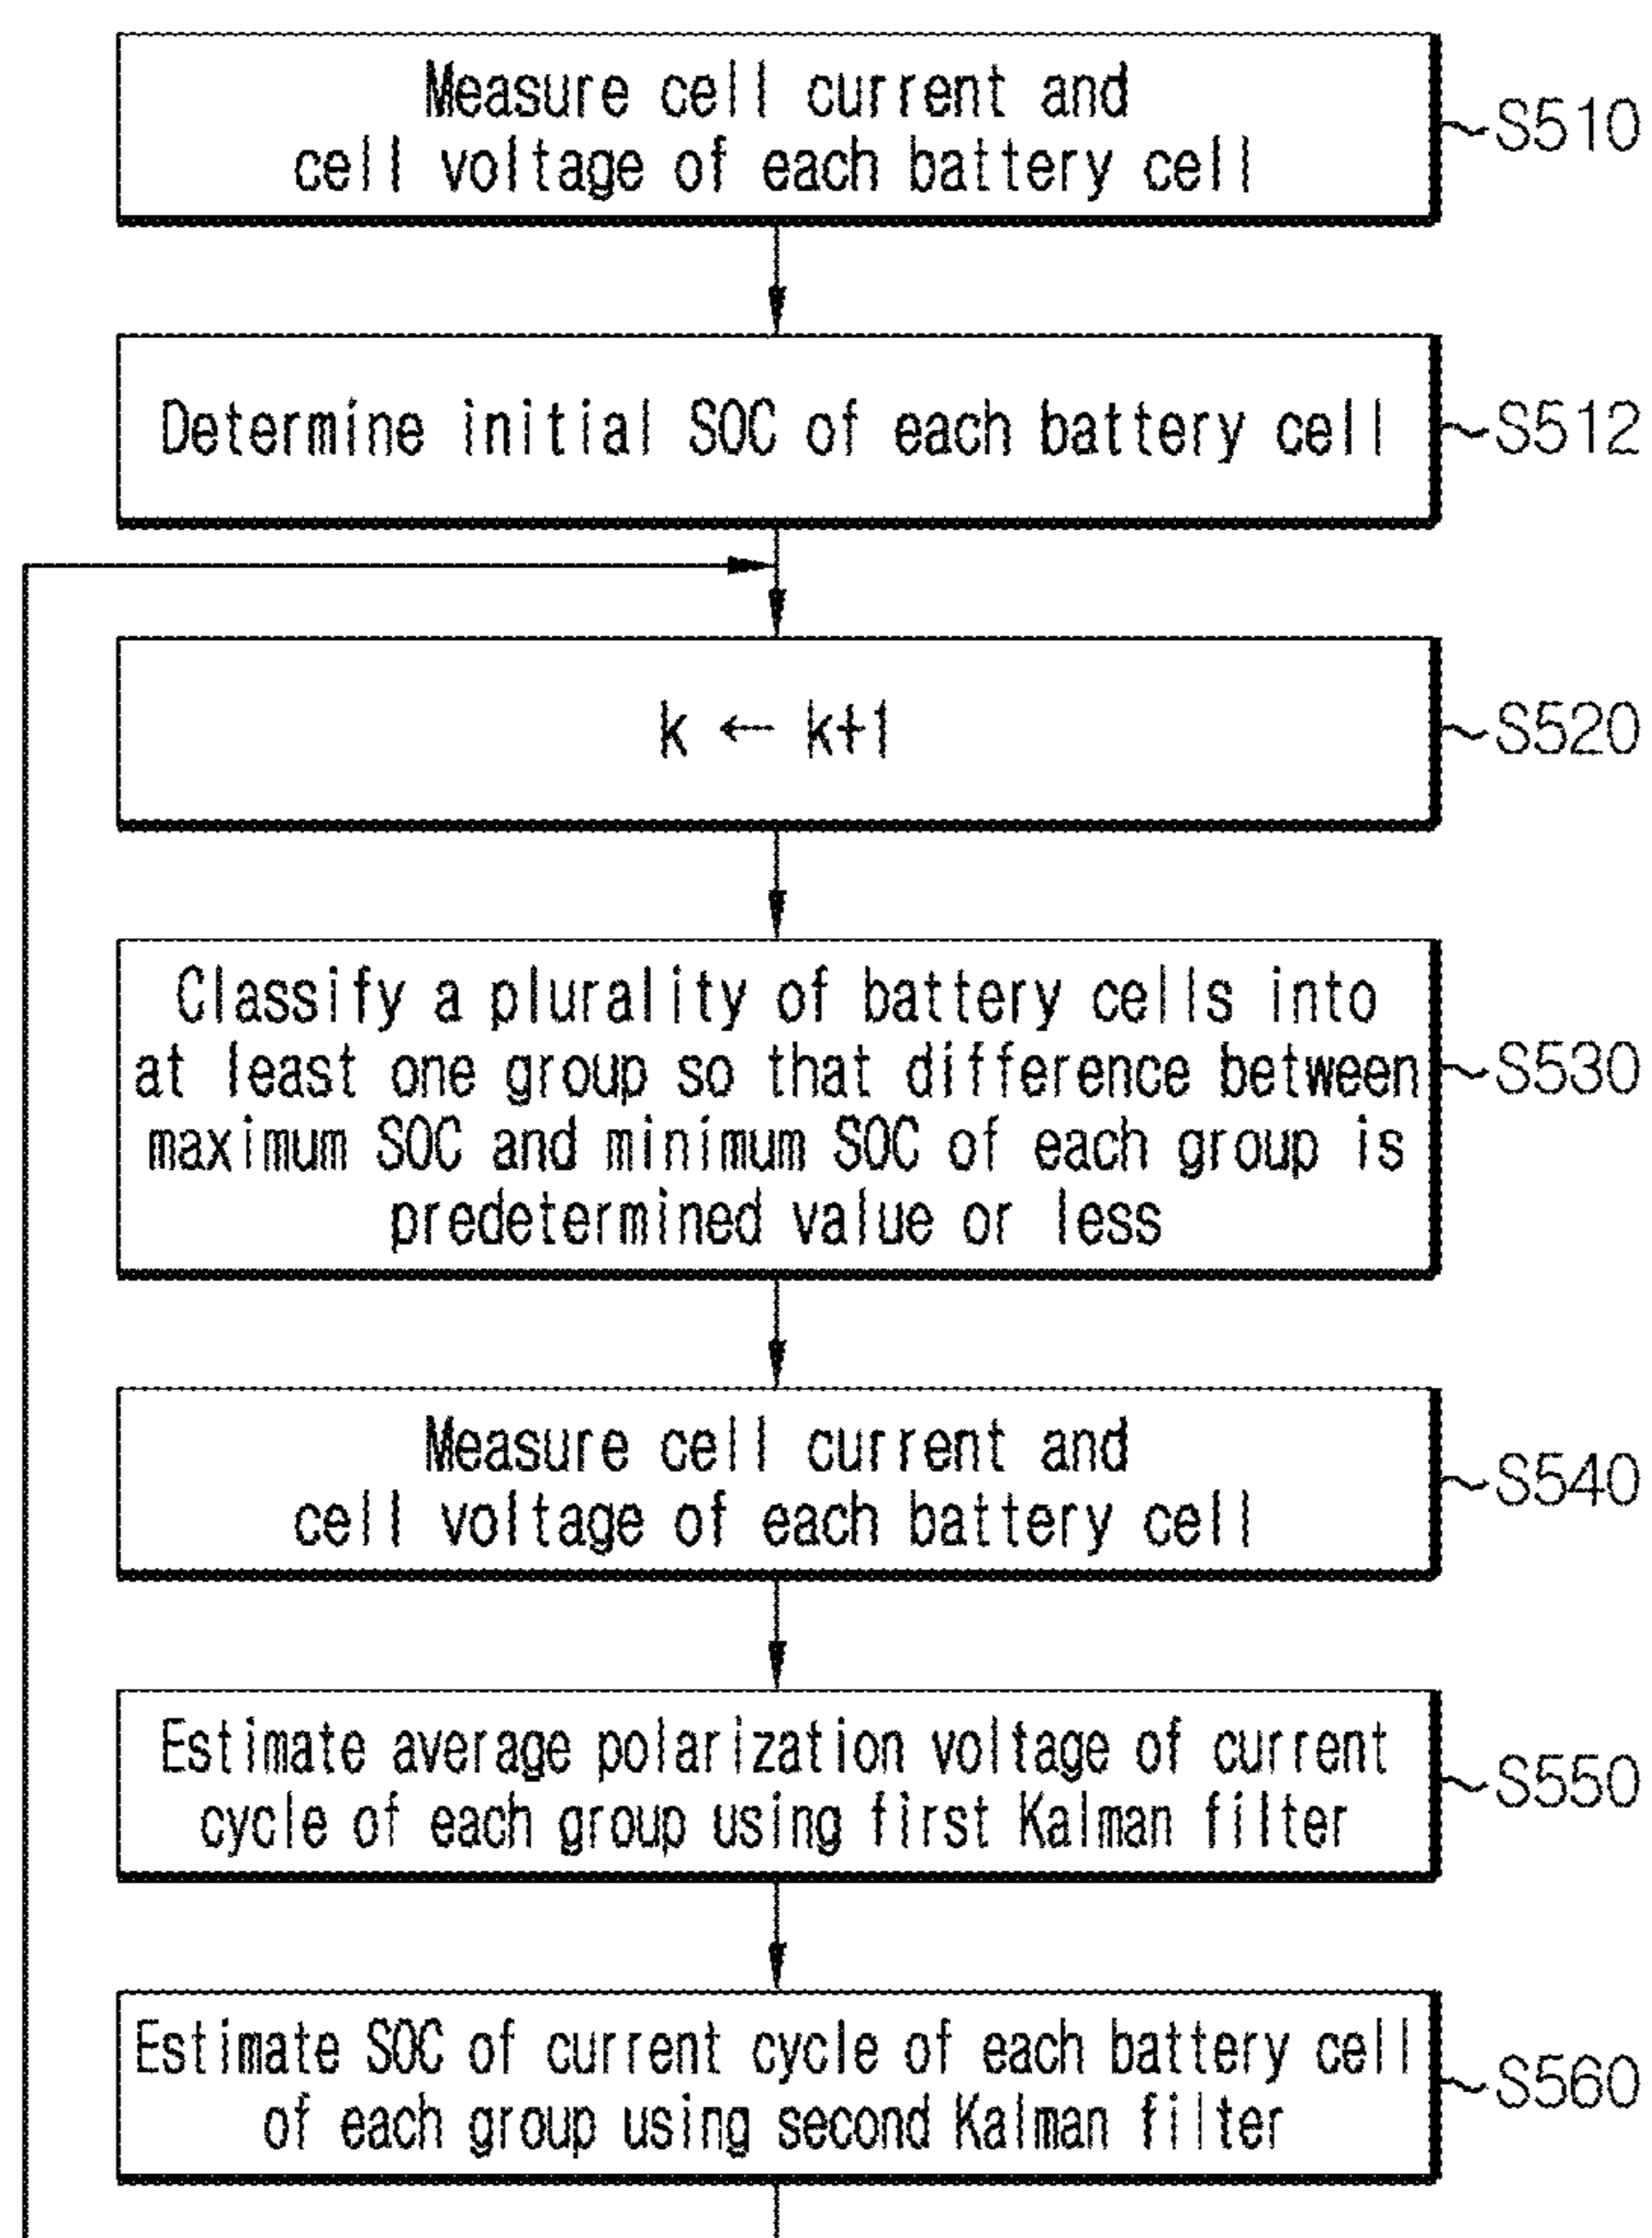 Measure cell current and
cell voltage of each battery cell
S510
Determine initial SOC of each battery cell
S512
k ← k+1
S520
Classify a plurality of battery cells into
at least one group so that difference between
maximum SOC and minimum SOC of each group is
predetermined value or less
S530
Measure cell current and
cell voltage of each battery cell
S540
Estimate average polarization voltage of current
cycle of each group using first Kalman filter
S550
Estimate SOC of current cycle of each battery cell
of each group using second Kalman filter
S560